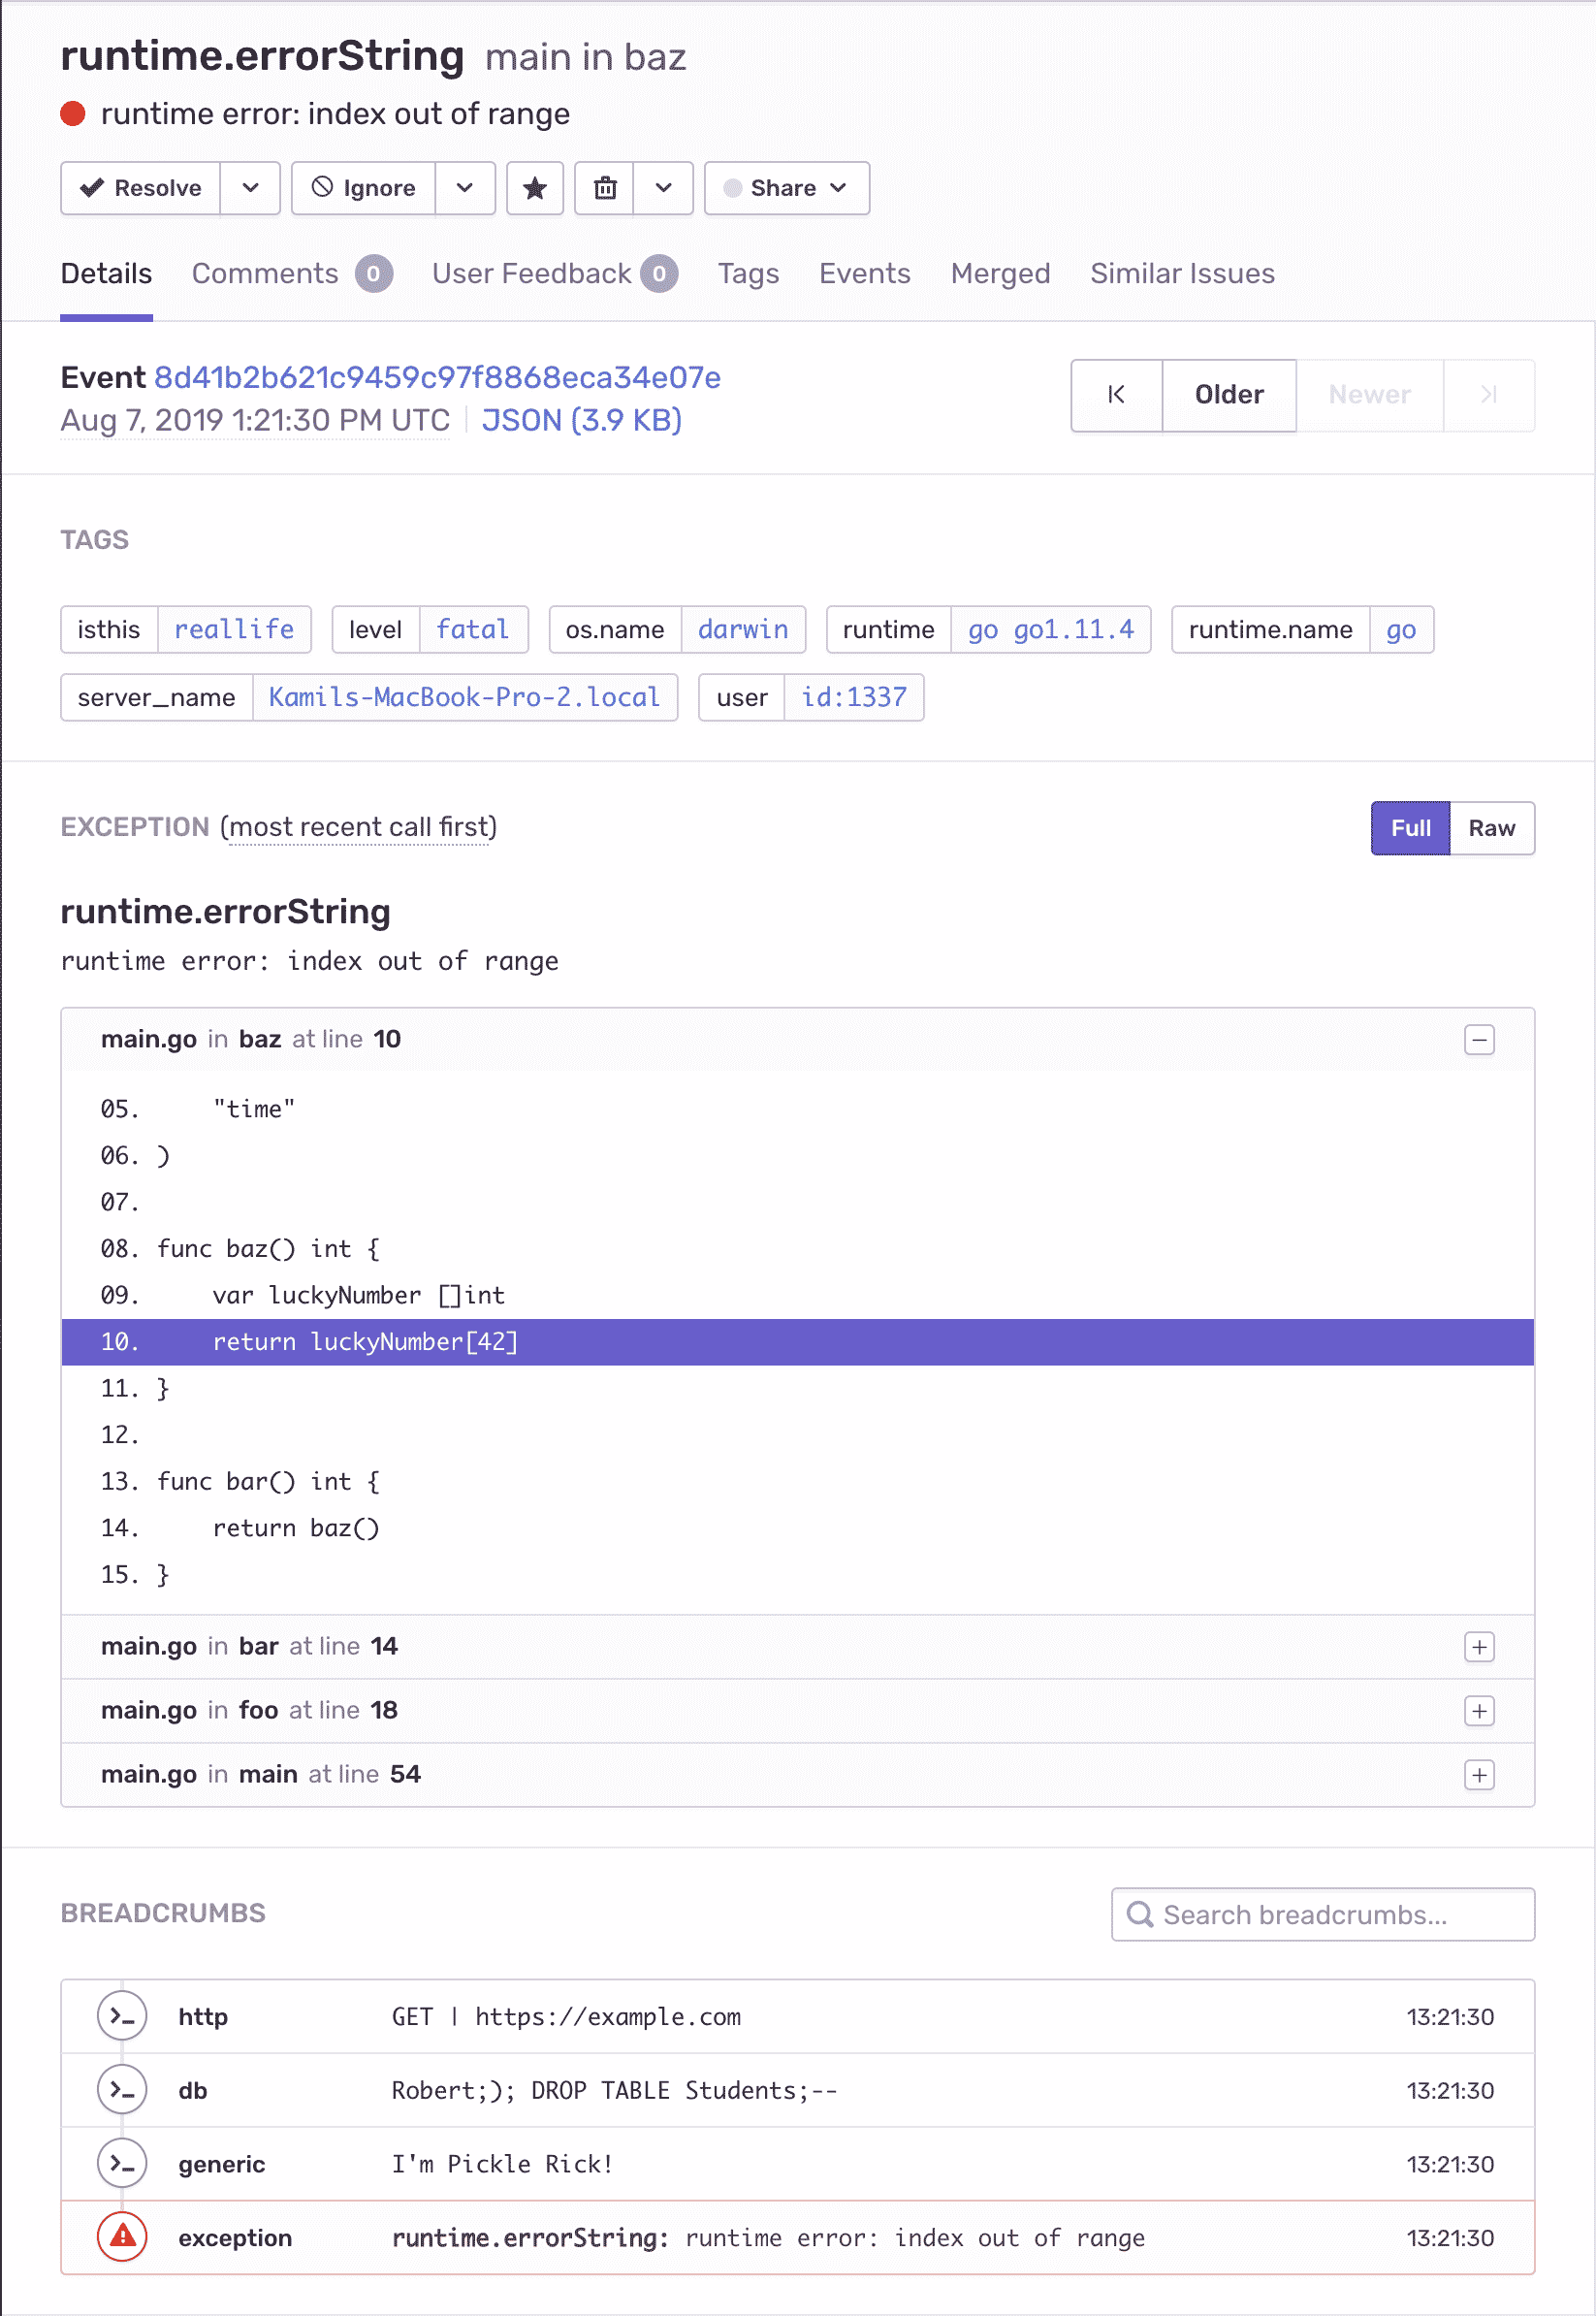 runtime.errorString main in baz
runtime error: index out of range
Resolve Ignore Share
Details Comments 0 User Feedback 0 Tags Events Merged Similar Issues
Event 8d41b2b621c9459c97f8868eca34e07e
Aug 7, 2019 1:21:30 PM UTC JSON (3.9 KB)
Older Newer
TAGS
isthis reallife level fatal os.name darwin runtime go go1.11.4 runtime.name go
server_name Kamils-MacBook-Pro-2.local user id:1337
EXCEPTION (most recent call first) Full Raw
runtime.errorString
runtime error: index out of range
main.go in baz at line 10
05.     "time"
06. )
07.
08. func baz() int {
09.     var luckyNumber []int
10.     return luckyNumber[42]
11. }
12.
13. func bar() int {
14.     return baz()
15. }
main.go in bar at line 14
main.go in foo at line 18
main.go in main at line 54
BREADCRUMBS Search breadcrumbs...
http GET | https://example.com 13:21:30
db Robert;); DROP TABLE Students;-- 13:21:30
generic I'm Pickle Rick! 13:21:30
exception runtime.errorString: runtime error: index out of range 13:21:30